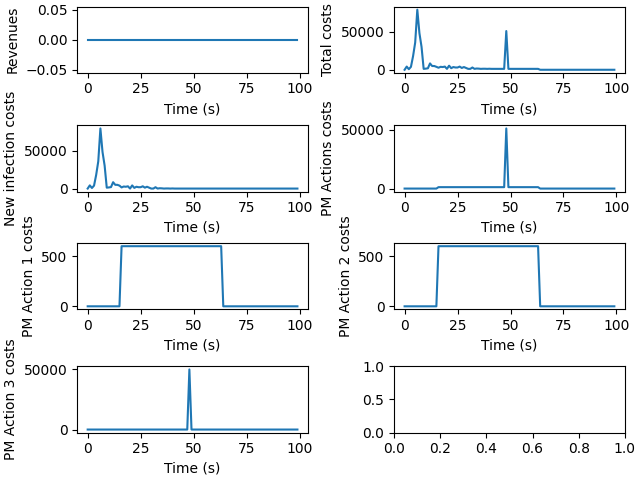 Revenues
0.05
0.00
−0.05
0 25 50 75 100
Time (s)
Total costs
50000
0
0 25 50 75 100
Time (s)
New infection costs
50000
0
0 25 50 75 100
Time (s)
PM Actions costs
50000
0
0 25 50 75 100
Time (s)
PM Action 1 costs
500
0
0 25 50 75 100
Time (s)
PM Action 2 costs
500
0
0 25 50 75 100
Time (s)
PM Action 3 costs
50000
0
0 25 50 75 100
Time (s)
1.0
0.5
0.0
0.0 0.2 0.4 0.6 0.8 1.0